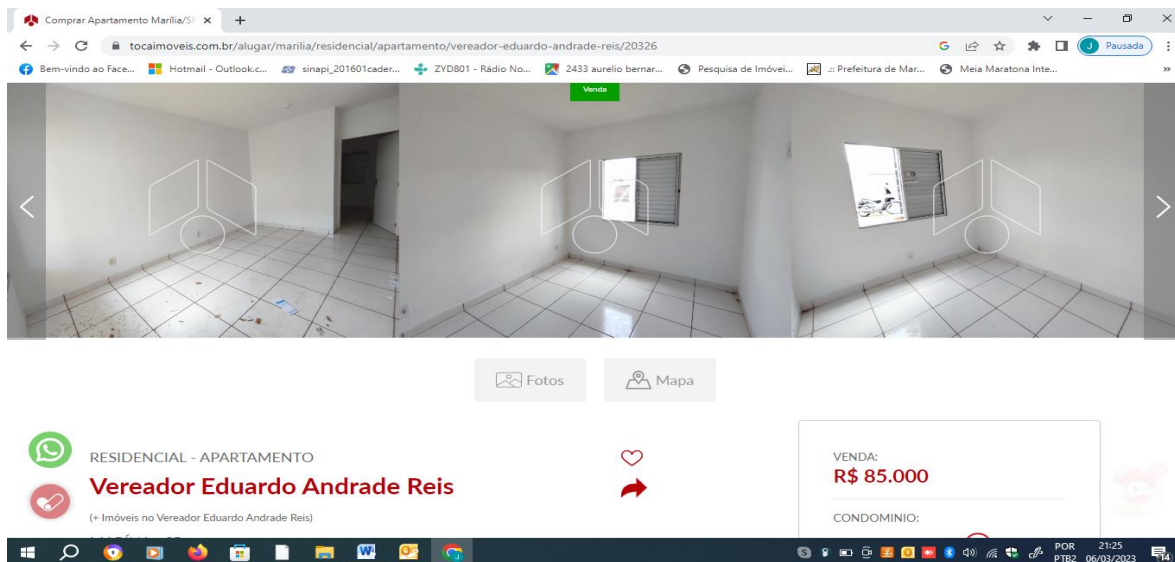 Comprar Apartamento Marília/S
tocaimoveis.com.br/alugar/marilia/residencial/apartamento/vereador-eduardo-andrade-reis/20326
J Pausada
Bem-vindo ao Face... Hotmail - Outlook.c... sinapi_201601cader... ZYD801 - Rádio No... 2433 aurelio bernar... Pesquisa de Imóvei... .:: Prefeitura de Mar... Meia Maratona Inte... »
Venda
Fotos Mapa
RESIDENCIAL - APARTAMENTO
Vereador Eduardo Andrade Reis
(+ Imóveis no Vereador Eduardo Andrade Reis)
VENDA:
R$ 85.000
CONDOMINIO:
POR 21:25
PTB2 06/03/2023 14